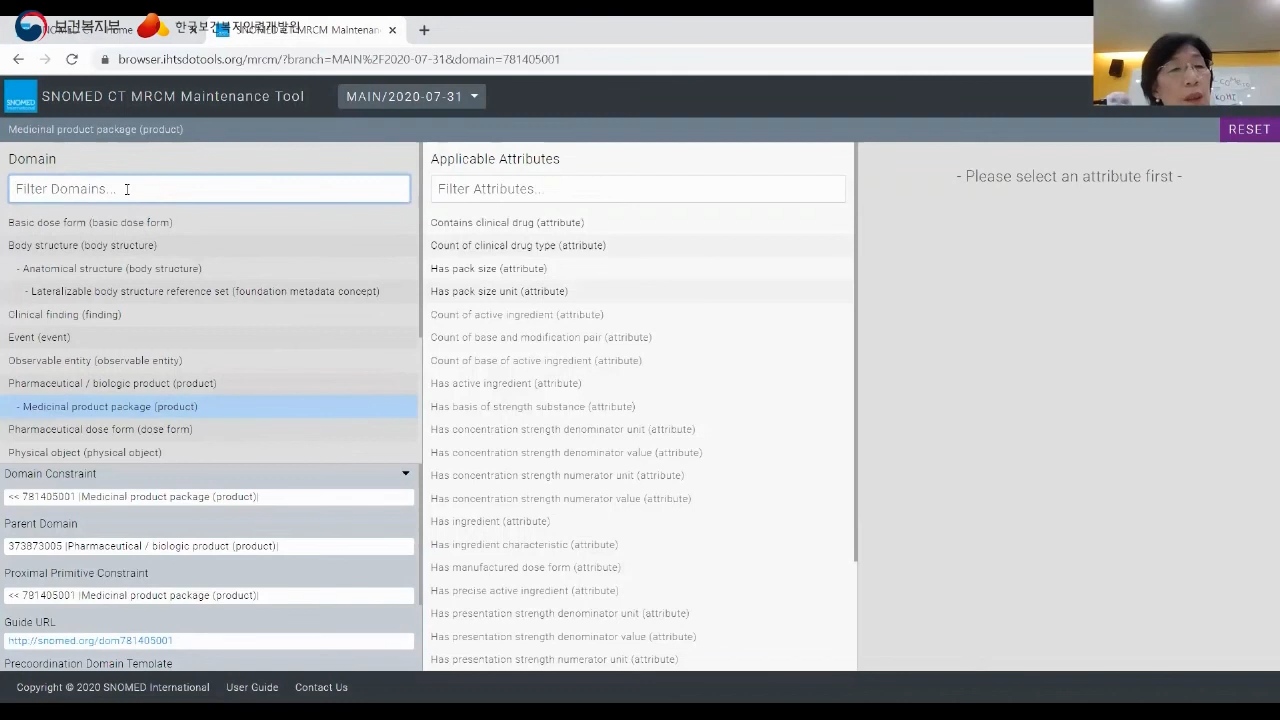 보건복지부
한국보건복지인력개발원
Home
SNOMED CT MRCM Maintenan
browser.ihtsdotools.org/mrcm/?branch=MAIN%2F2020-07-31&domain=781405001
SNOMED
SNOMED CT MRCM Maintenance Tool
MAIN/2020-07-31
Medicinal product package (product)
RESET
Domain
Filter Domains...
Basic dose form (basic dose form)
Body structure (body structure)
- Anatomical structure (body structure)
- Lateralizable body structure reference set (foundation metadata concept)
Clinical finding (finding)
Event (event)
Observable entity (observable entity)
Pharmaceutical / biologic product (product)
- Medicinal product package (product)
Pharmaceutical dose form (dose form)
Physical object (physical object)
Domain Constraint
<< 781405001 |Medicinal product package (product)|
Parent Domain
373873005 |Pharmaceutical / biologic product (product)|
Proximal Primitive Constraint
<< 781405001 |Medicinal product package (product)|
Guide URL
http://snomed.org/dom781405001
Precoordination Domain Template
Applicable Attributes
Filter Attributes...
Contains clinical drug (attribute)
Count of clinical drug type (attribute)
Has pack size (attribute)
Has pack size unit (attribute)
Count of active ingredient (attribute)
Count of base and modification pair (attribute)
Count of base of active ingredient (attribute)
Has active ingredient (attribute)
Has basis of strength substance (attribute)
Has concentration strength denominator unit (attribute)
Has concentration strength denominator value (attribute)
Has concentration strength numerator unit (attribute)
Has concentration strength numerator value (attribute)
Has ingredient (attribute)
Has ingredient characteristic (attribute)
Has manufactured dose form (attribute)
Has precise active ingredient (attribute)
Has presentation strength denominator unit (attribute)
Has presentation strength denominator value (attribute)
Has presentation strength numerator unit (attribute)
- Please select an attribute first -
Copyright © 2020 SNOMED International
User Guide
Contact Us